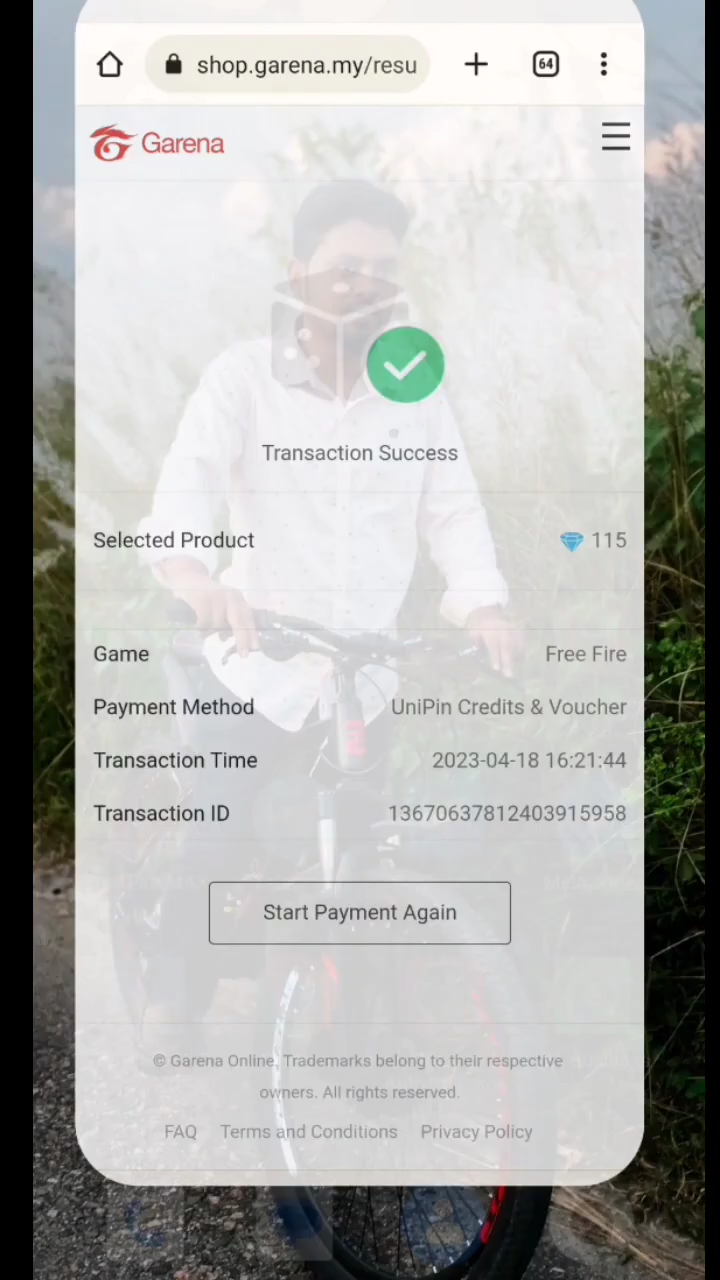 shop.garena.my/resu
64
Garena
Transaction Success
Selected Product 115
Game Free Fire
Payment Method UniPin Credits & Voucher
Transaction Time 2023-04-18 16:21:44
Transaction ID 13670637812403915958
Start Payment Again
© Garena Online. Trademarks belong to their respective
owners. All rights reserved.
FAQ Terms and Conditions Privacy Policy